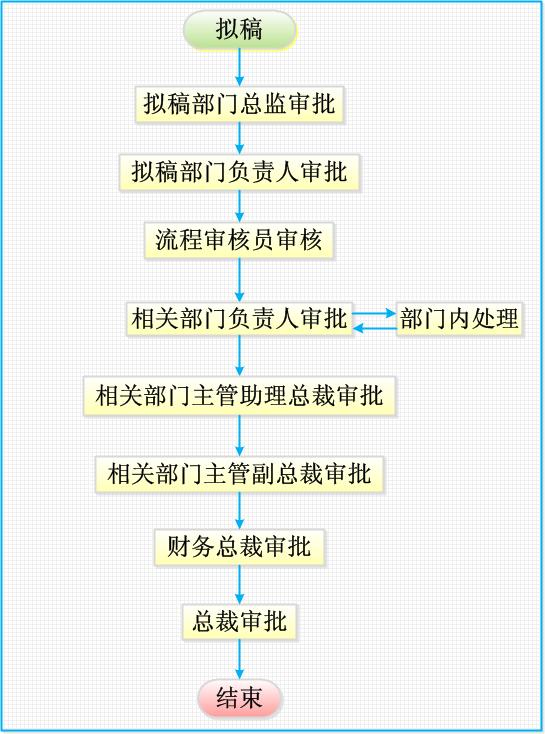 拟稿
拟稿部门总监审批
拟稿部门负责人审批
流程审核员审核
相关部门负责人审批
部门内处理
相关部门主管助理总裁审批
相关部门主管副总裁审批
财务总裁审批
总裁审批
结束